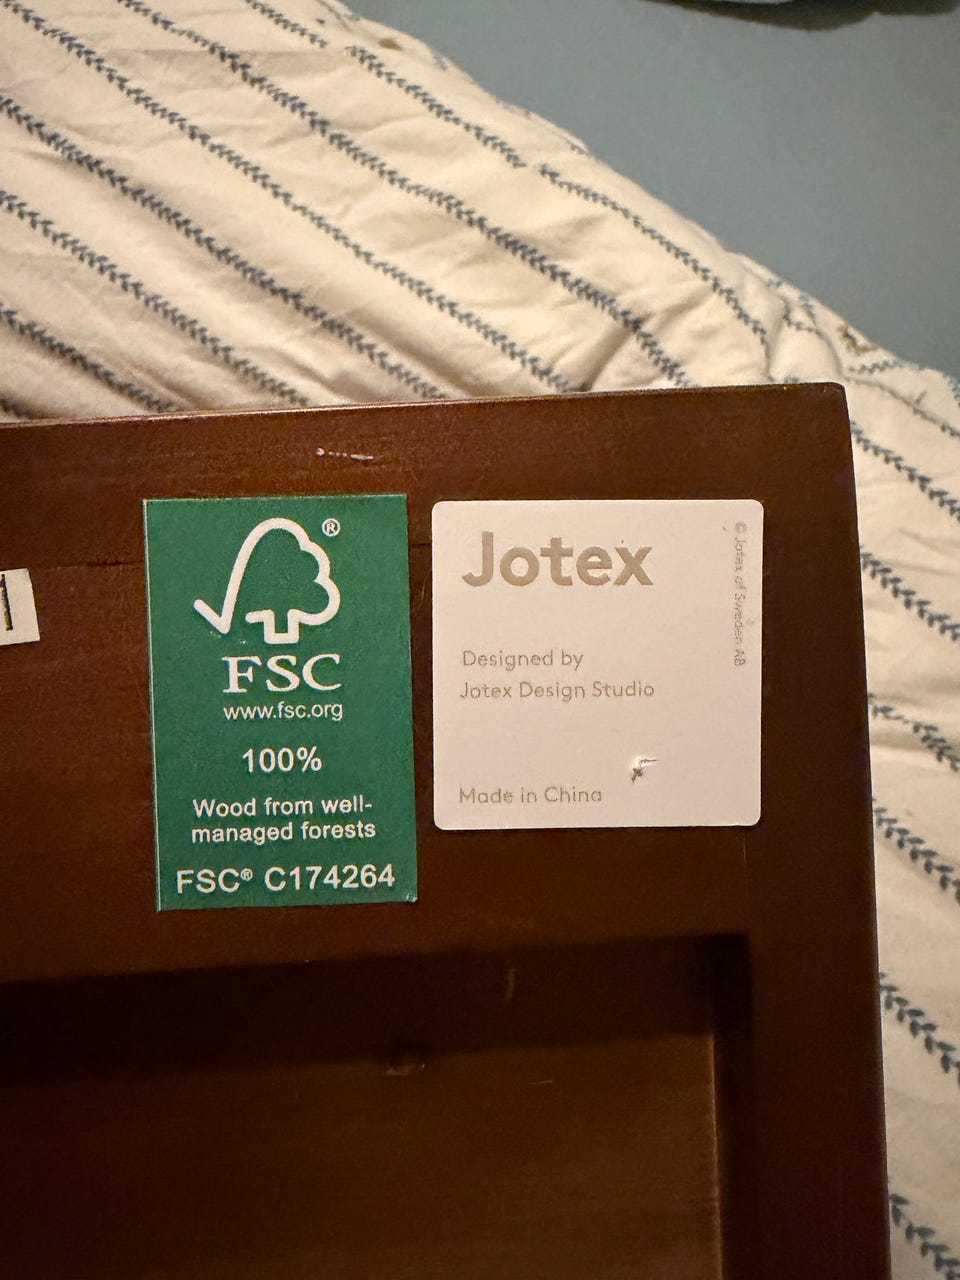 ®
FSC
www.fsc.org
100%
Wood from well-
managed forests
FSC® C174264
Jotex
Designed by
Jotex Design Studio
Made in China
© Jotex of Sweden AB